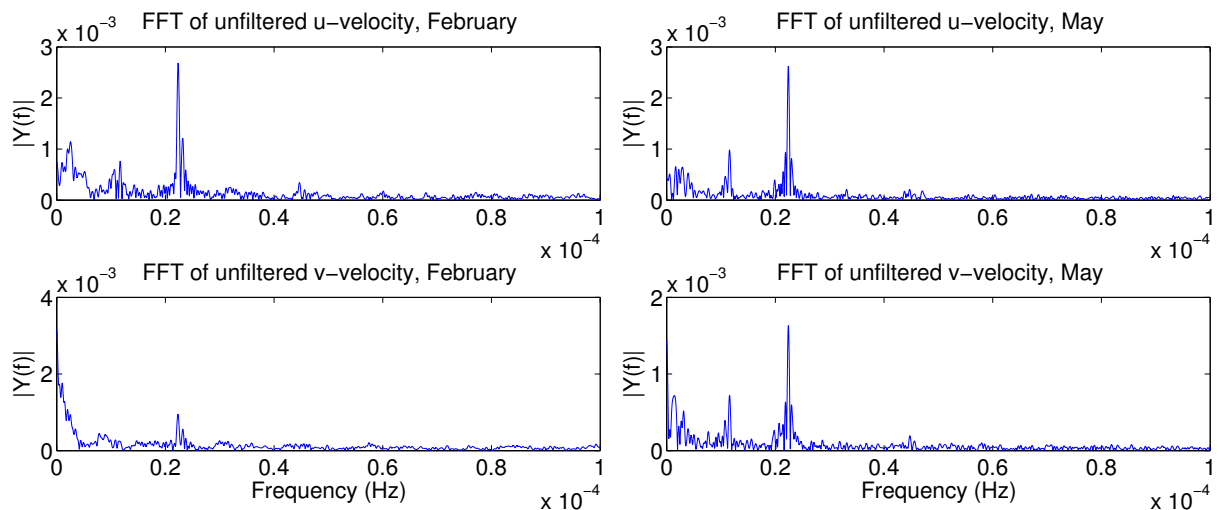 FFT of unfiltered u−velocity, February
x 10−3
|Y(f)|
3
2
1
0
0 0.2 0.4 0.6 0.8 1
x 10−4
FFT of unfiltered u−velocity, May
x 10−3
|Y(f)|
3
2
1
0
0 0.2 0.4 0.6 0.8 1
x 10−4
FFT of unfiltered v−velocity, February
x 10−3
|Y(f)|
4
2
0
0 0.2 0.4 0.6 0.8 1
Frequency (Hz)
x 10−4
FFT of unfiltered v−velocity, May
x 10−3
|Y(f)|
2
1
0
0 0.2 0.4 0.6 0.8 1
Frequency (Hz)
x 10−4